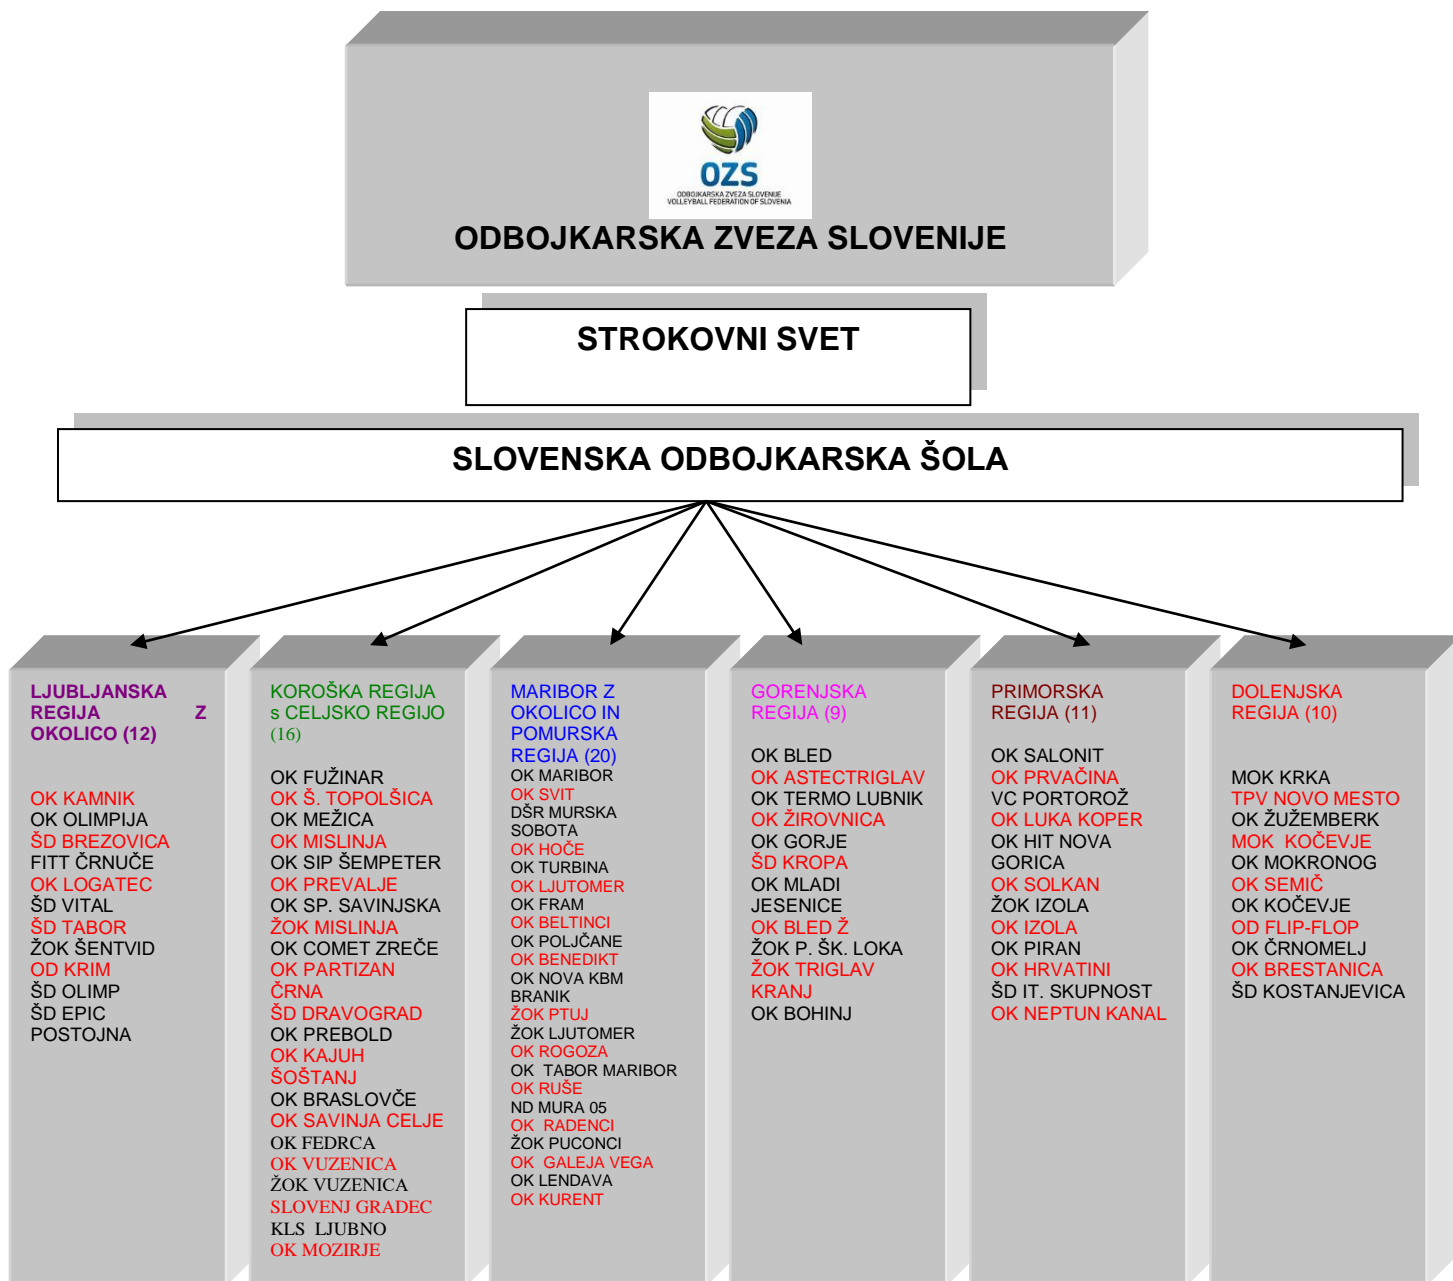 OZS
ODBOJKARSKA ZVEZA SLOVENIJE
VOLLEYBALL FEDERATION OF SLOVENIA
ODBOJKARSKA ZVEZA SLOVENIJE
STROKOVNI SVET
SLOVENSKA ODBOJKARSKA ŠOLA
LJUBLJANSKA
REGIJA Z
OKOLICO (12)
OK KAMNIK
OK OLIMPIJA
ŠD BREZOVICA
FITT ČRNUČE
OK LOGATEC
ŠD VITAL
ŠD TABOR
ŽOK ŠENTVID
OD KRIM
ŠD OLIMP
ŠD EPIC
POSTOJNA
KOROŠKA REGIJA
s CELJSKO REGIJO
(16)
OK FUŽINAR
OK Š. TOPOLŠICA
OK MEŽICA
OK MISLINJA
OK SIP ŠEMPETER
OK PREVALJE
OK SP. SAVINJSKA
ŽOK MISLINJA
OK COMET ZREČE
OK PARTIZAN
ČRNA
ŠD DRAVOGRAD
OK PREBOLD
OK KAJUH
ŠOŠTANJ
OK BRASLOVČE
OK SAVINJA CELJE
OK FEDRCA
OK VUZENICA
ŽOK VUZENICA
SLOVENJ GRADEC
KLS LJUBNO
OK MOZIRJE
MARIBOR Z
OKOLICO IN
POMURSKA
REGIJA (20)
OK MARIBOR
OK SVIT
DŠR MURSKA
SOBOTA
OK HOČE
OK TURBINA
OK LJUTOMER
OK FRAM
OK BELTINCI
OK POLJČANE
OK BENEDIKT
OK NOVA KBM
BRANIK
ŽOK PTUJ
ŽOK LJUTOMER
OK ROGOZA
OK TABOR MARIBOR
OK RUŠE
ND MURA 05
OK RADENCI
ŽOK PUCONCI
OK GALEJA VEGA
OK LENDAVA
OK KURENT
GORENJSKA
REGIJA (9)
OK BLED
OK ASTECTRIGLAV
OK TERMO LUBNIK
OK ŽIROVNICA
OK GORJE
ŠD KROPA
OK MLADI
JESENICE
OK BLED Ž
ŽOK P. ŠK. LOKA
ŽOK TRIGLAV
KRANJ
OK BOHINJ
PRIMORSKA
REGIJA (11)
OK SALONIT
OK PRVAČINA
VC PORTOROŽ
OK LUKA KOPER
OK HIT NOVA
GORICA
OK SOLKAN
ŽOK IZOLA
OK IZOLA
OK PIRAN
OK HRVATINI
ŠD IT. SKUPNOST
OK NEPTUN KANAL
DOLENJSKA
REGIJA (10)
MOK KRKA
TPV NOVO MESTO
OK ŽUŽEMBERK
MOK KOČEVJE
OK MOKRONOG
OK SEMIČ
OK KOČEVJE
OD FLIP-FLOP
OK ČRNOMELJ
OK BRESTANICA
ŠD KOSTANJEVICA